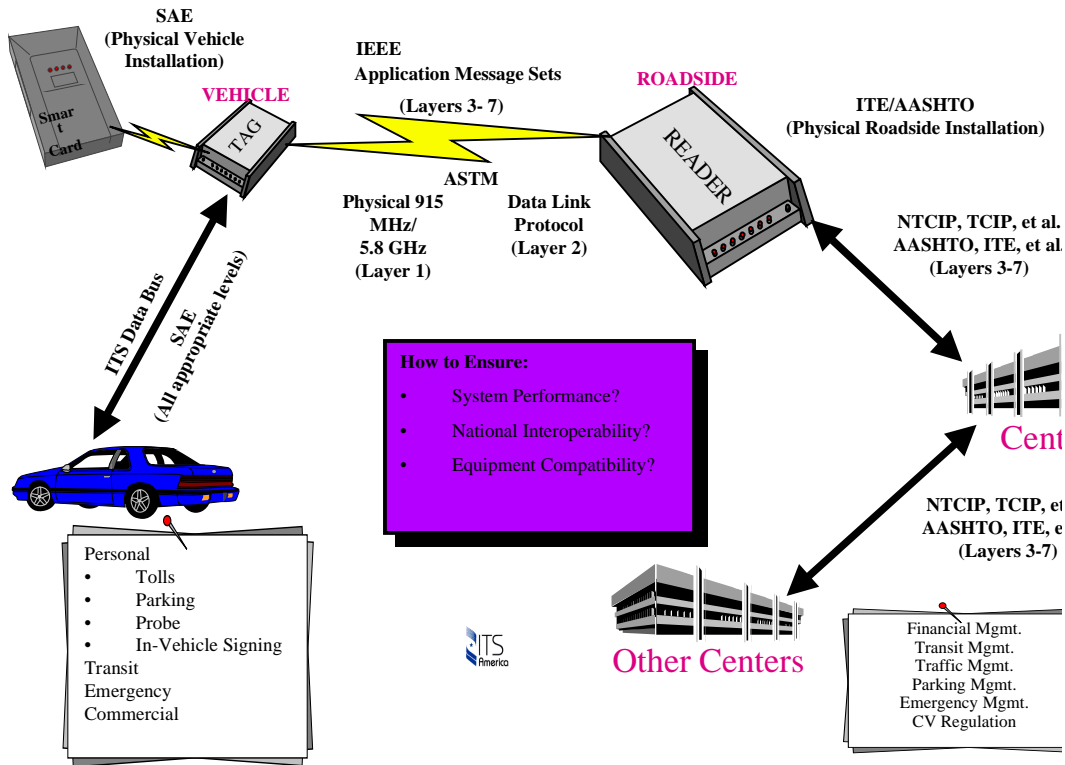 SAE
(Physical Vehicle
Installation)
Smar
t
Card
VEHICLE
TAG
IEEE
Application Message Sets
(Layers 3- 7)
ROADSIDE
READER
ITE/AASHTO
(Physical Roadside Installation)
ASTM
Physical 915
MHz/
5.8 GHz
(Layer 1)
Data Link
Protocol
(Layer 2)
NTCIP, TCIP, et al.
AASHTO, ITE, et al.
(Layers 3-7)
ITS Data Bus
SAE
(All appropriate levels)
How to Ensure:
• System Performance?
• National Interoperability?
• Equipment Compatibility?
Cent
NTCIP, TCIP, et
AASHTO, ITE, e
(Layers 3-7)
Personal
• Tolls
• Parking
• Probe
• In-Vehicle Signing
Transit
Emergency
Commercial
ITS
America
Other Centers
Financial Mgmt.
Transit Mgmt.
Traffic Mgmt.
Parking Mgmt.
Emergency Mgmt.
CV Regulation